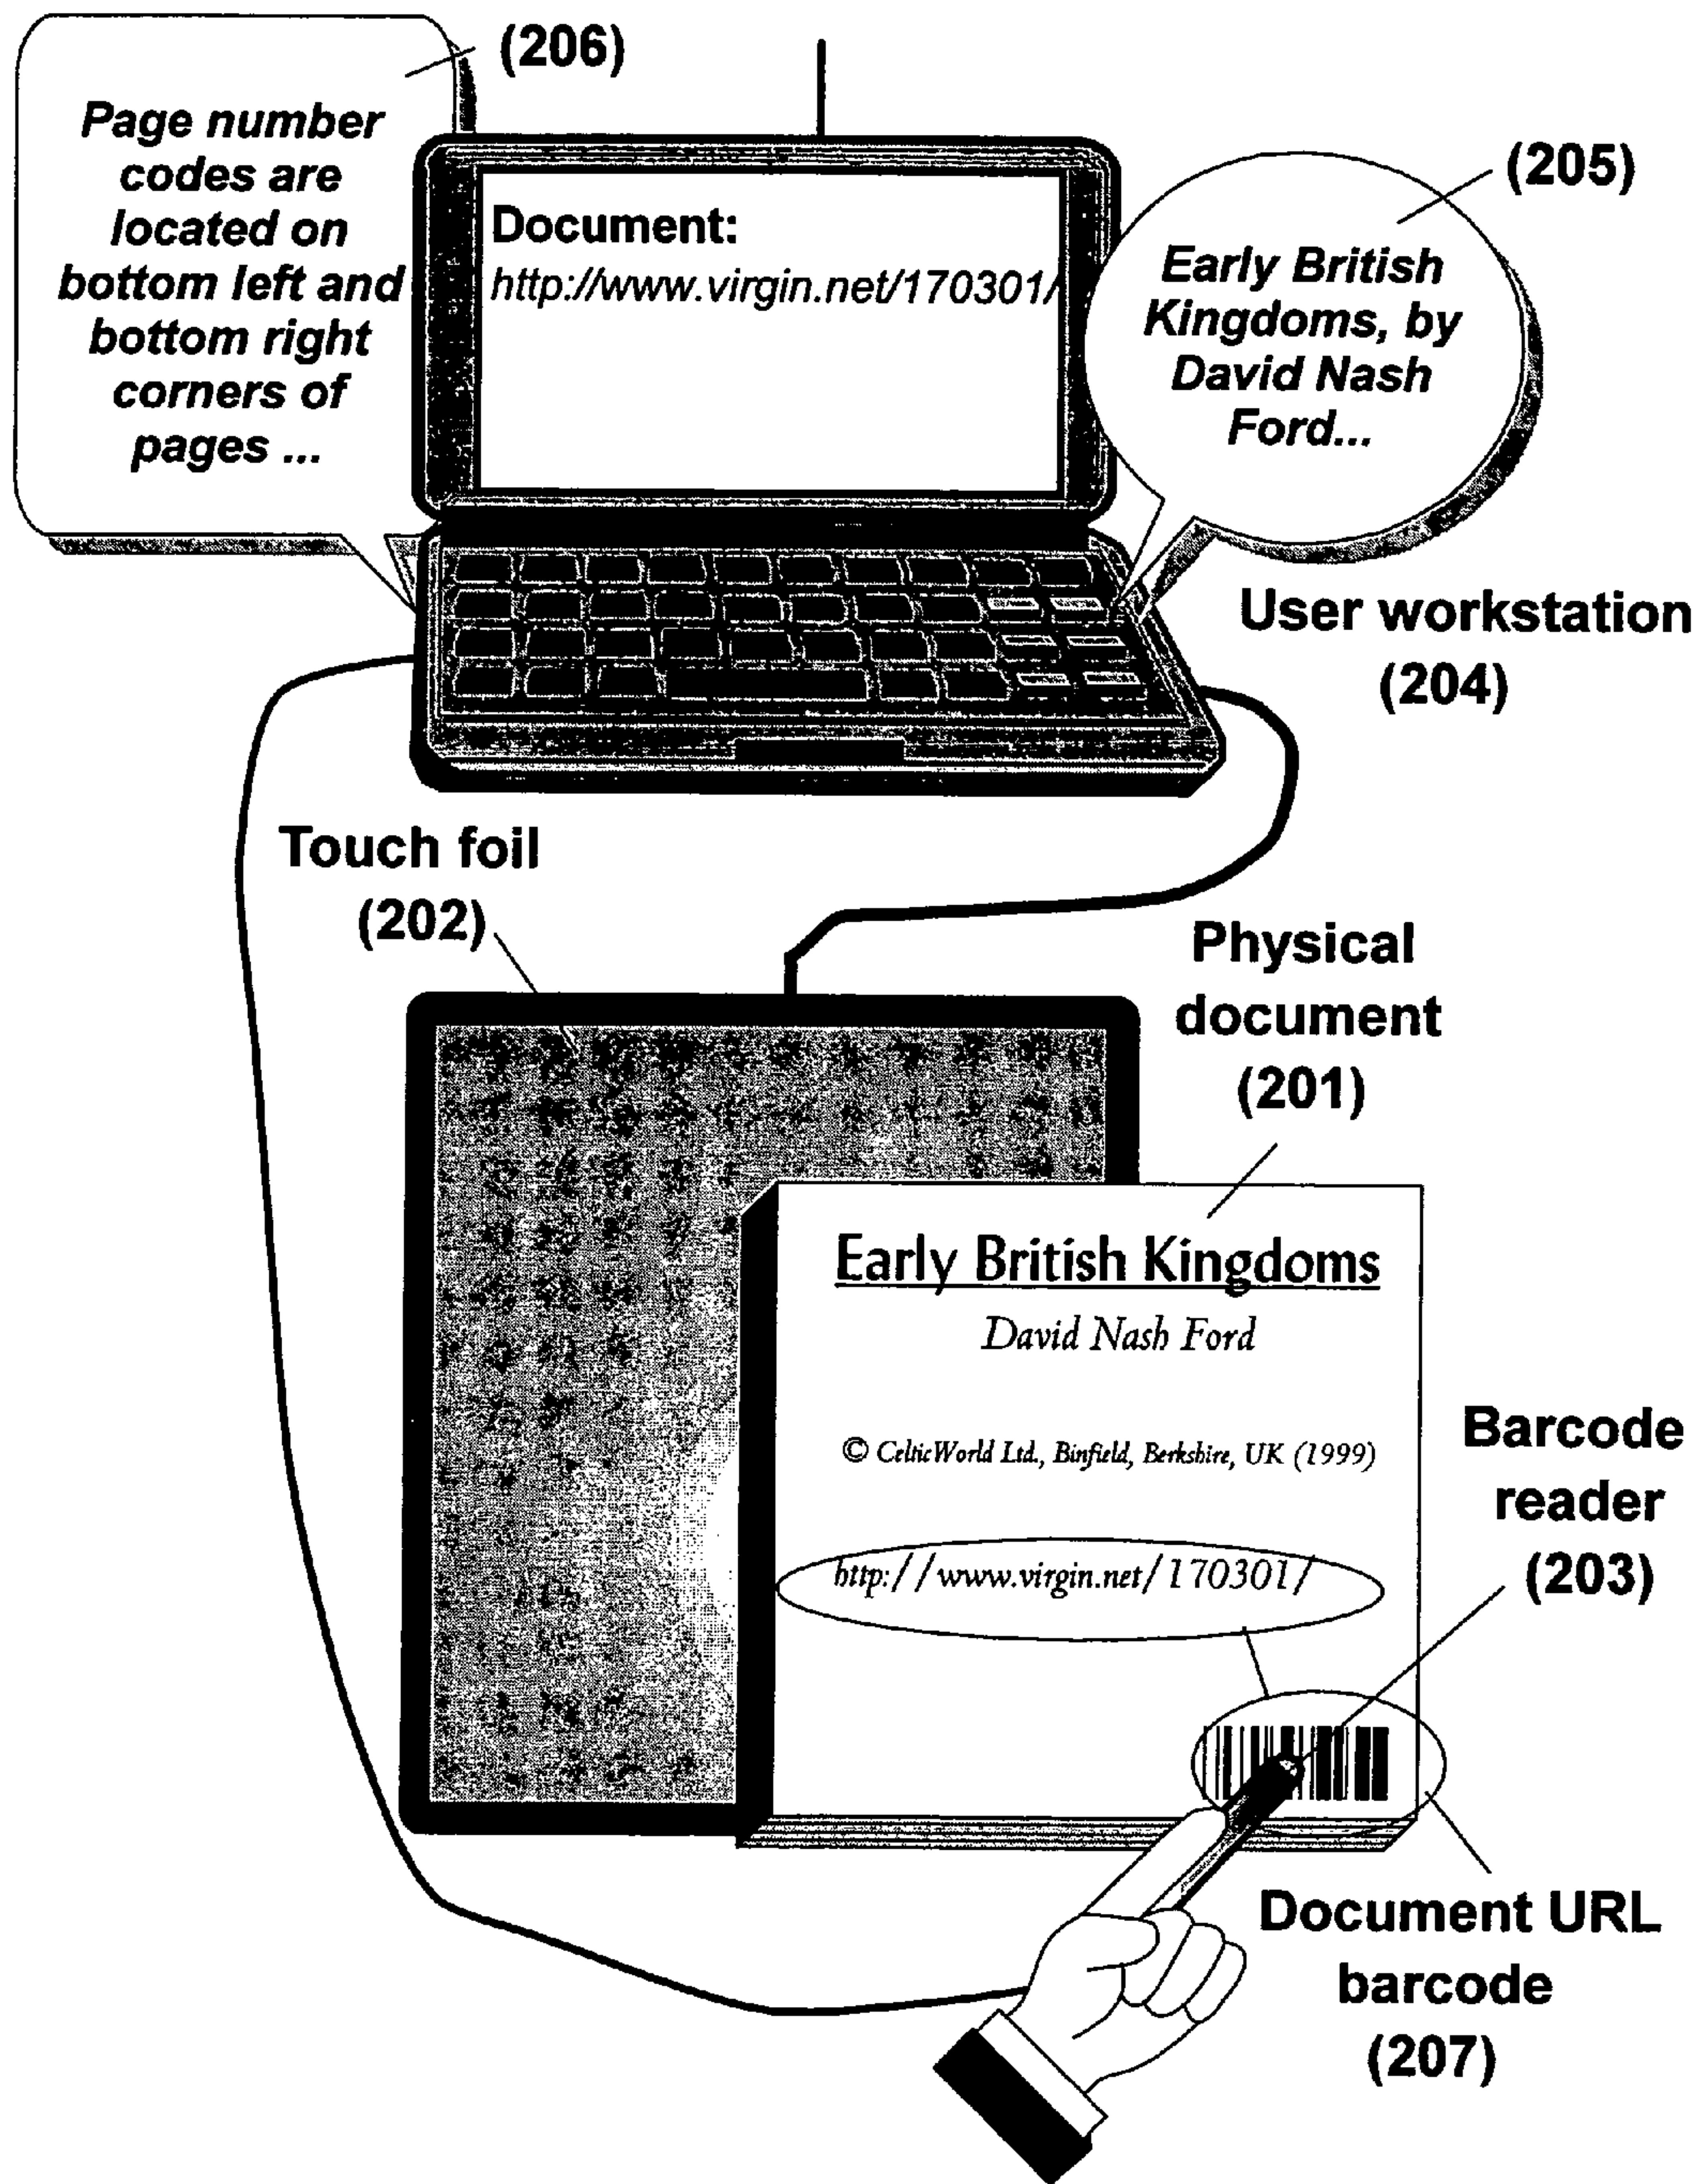 (206)
Page number
codes are
located on
bottom left and
bottom right
corners of
pages ...
Document:
http://www.virgin.net/170301/
(205)
Early British
Kingdoms, by
David Nash
Ford...
User workstation
(204)
Touch foil
(202)
Physical
document
(201)
Early British Kingdoms
David Nash Ford
© CelticWorld Ltd., Binfield, Berkshire, UK (1999)
http://www.virgin.net/170301/
Barcode
reader
(203)
Document URL
barcode
(207)